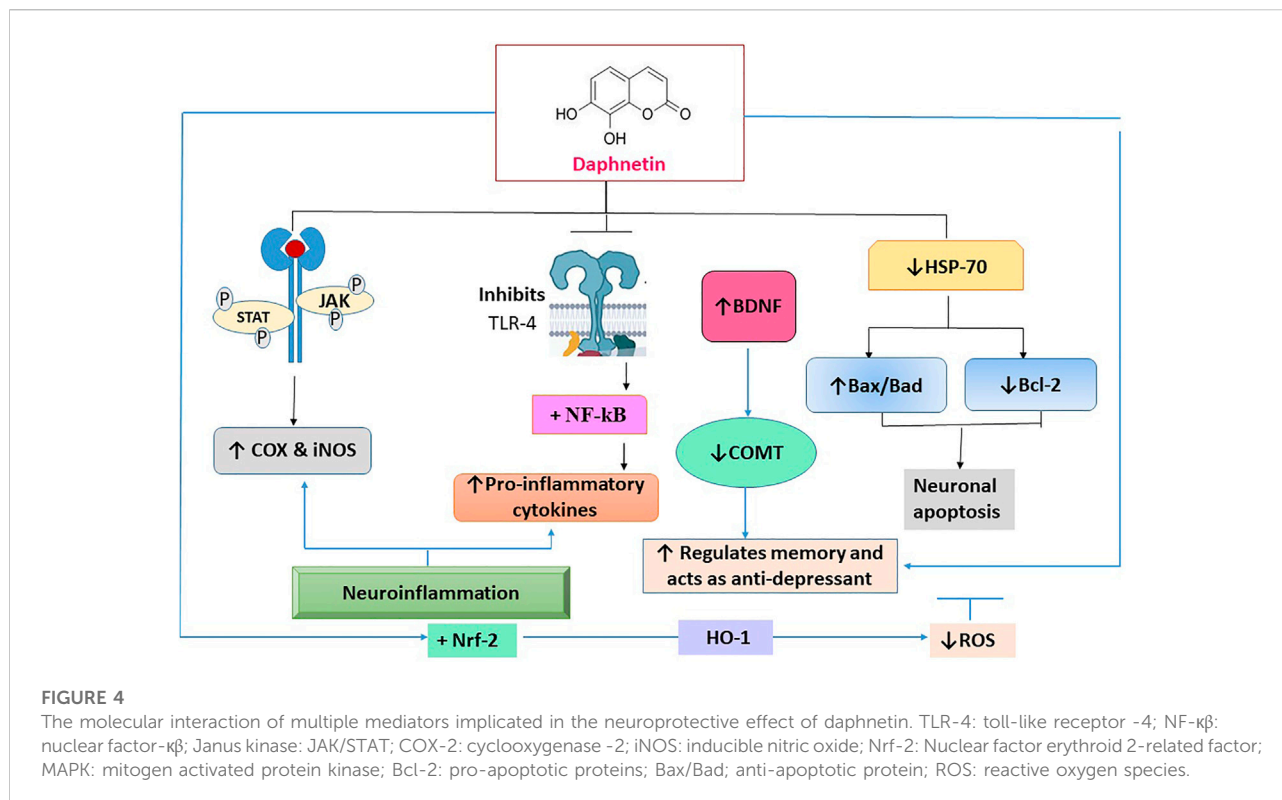 HO
OH
O
O
Daphnetin
P
P
STAT
P
JAK
P
Inhibits
TLR-4
↑BDNF
↓HSP-70
↑Bax/Bad
↓Bcl-2
+ NF-kB
↑ COX & iNOS
↓COMT
↑Pro-inflammatory
cytokines
Neuronal
apoptosis
↑ Regulates memory and
acts as anti-depressant
Neuroinflammation
+ Nrf-2
HO-1
↓ROS
FIGURE 4
The molecular interaction of multiple mediators implicated in the neuroprotective effect of daphnetin. TLR-4: toll-like receptor -4; NF-κβ:
nuclear factor-κβ; Janus kinase: JAK/STAT; COX-2: cyclooxygenase -2; iNOS: inducible nitric oxide; Nrf-2: Nuclear factor erythroid 2-related factor;
MAPK: mitogen activated protein kinase; Bcl-2: pro-apoptotic proteins; Bax/Bad; anti-apoptotic protein; ROS: reactive oxygen species.